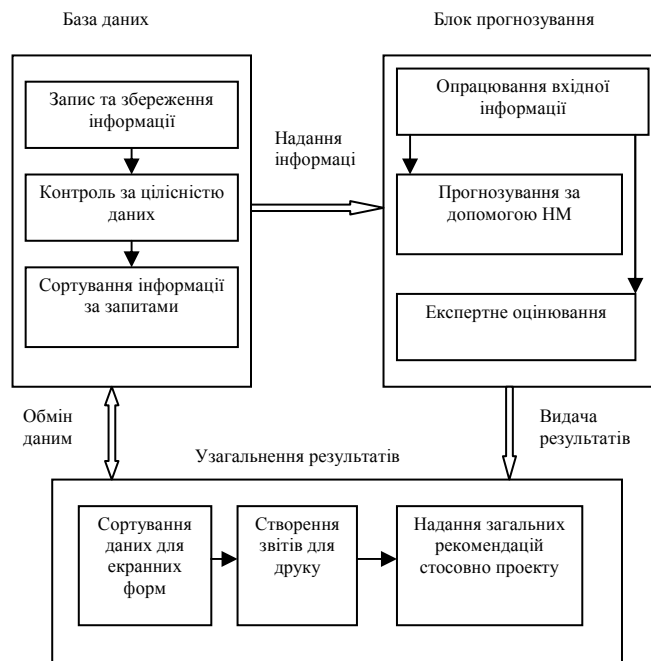 База даних
Блок прогнозування
Запис та збереження
інформації
Контроль за цілісністю
даних
Сортування інформації
за запитами
Надання
інформаці
Опрацювання вхідної
інформації
Прогнозування за
допомогою НМ
Експертне оцінювання
Обмін
даним
Видача
результатів
Узагальнення результатів
Сортування
даних для
екранних
форм
Створення
звітів для
друку
Надання загальних
рекомендацій
стосовно проекту